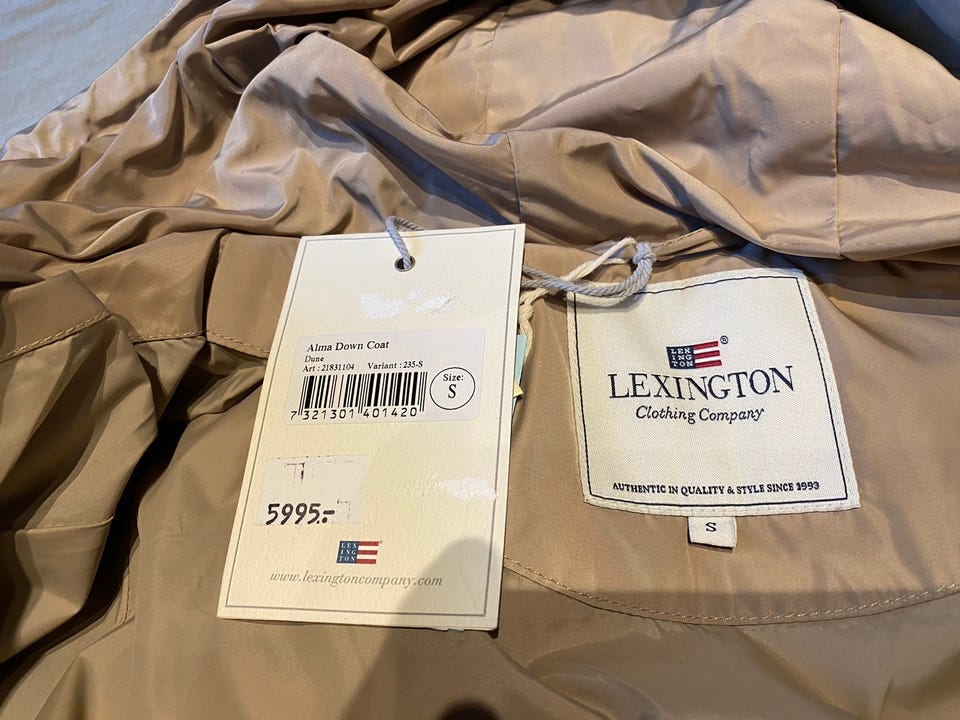 Alma Down Coat
Dune
Art : 21831104 Variant : 235-S
Size:
S
7 321301 401420
5995:-
LEX
ING
TON
www.lexingtoncompany.com
LEX
ING
TON
®
LEXINGTON
Clothing Company
AUTHENTIC IN QUALITY & STYLE SINCE 1993
S